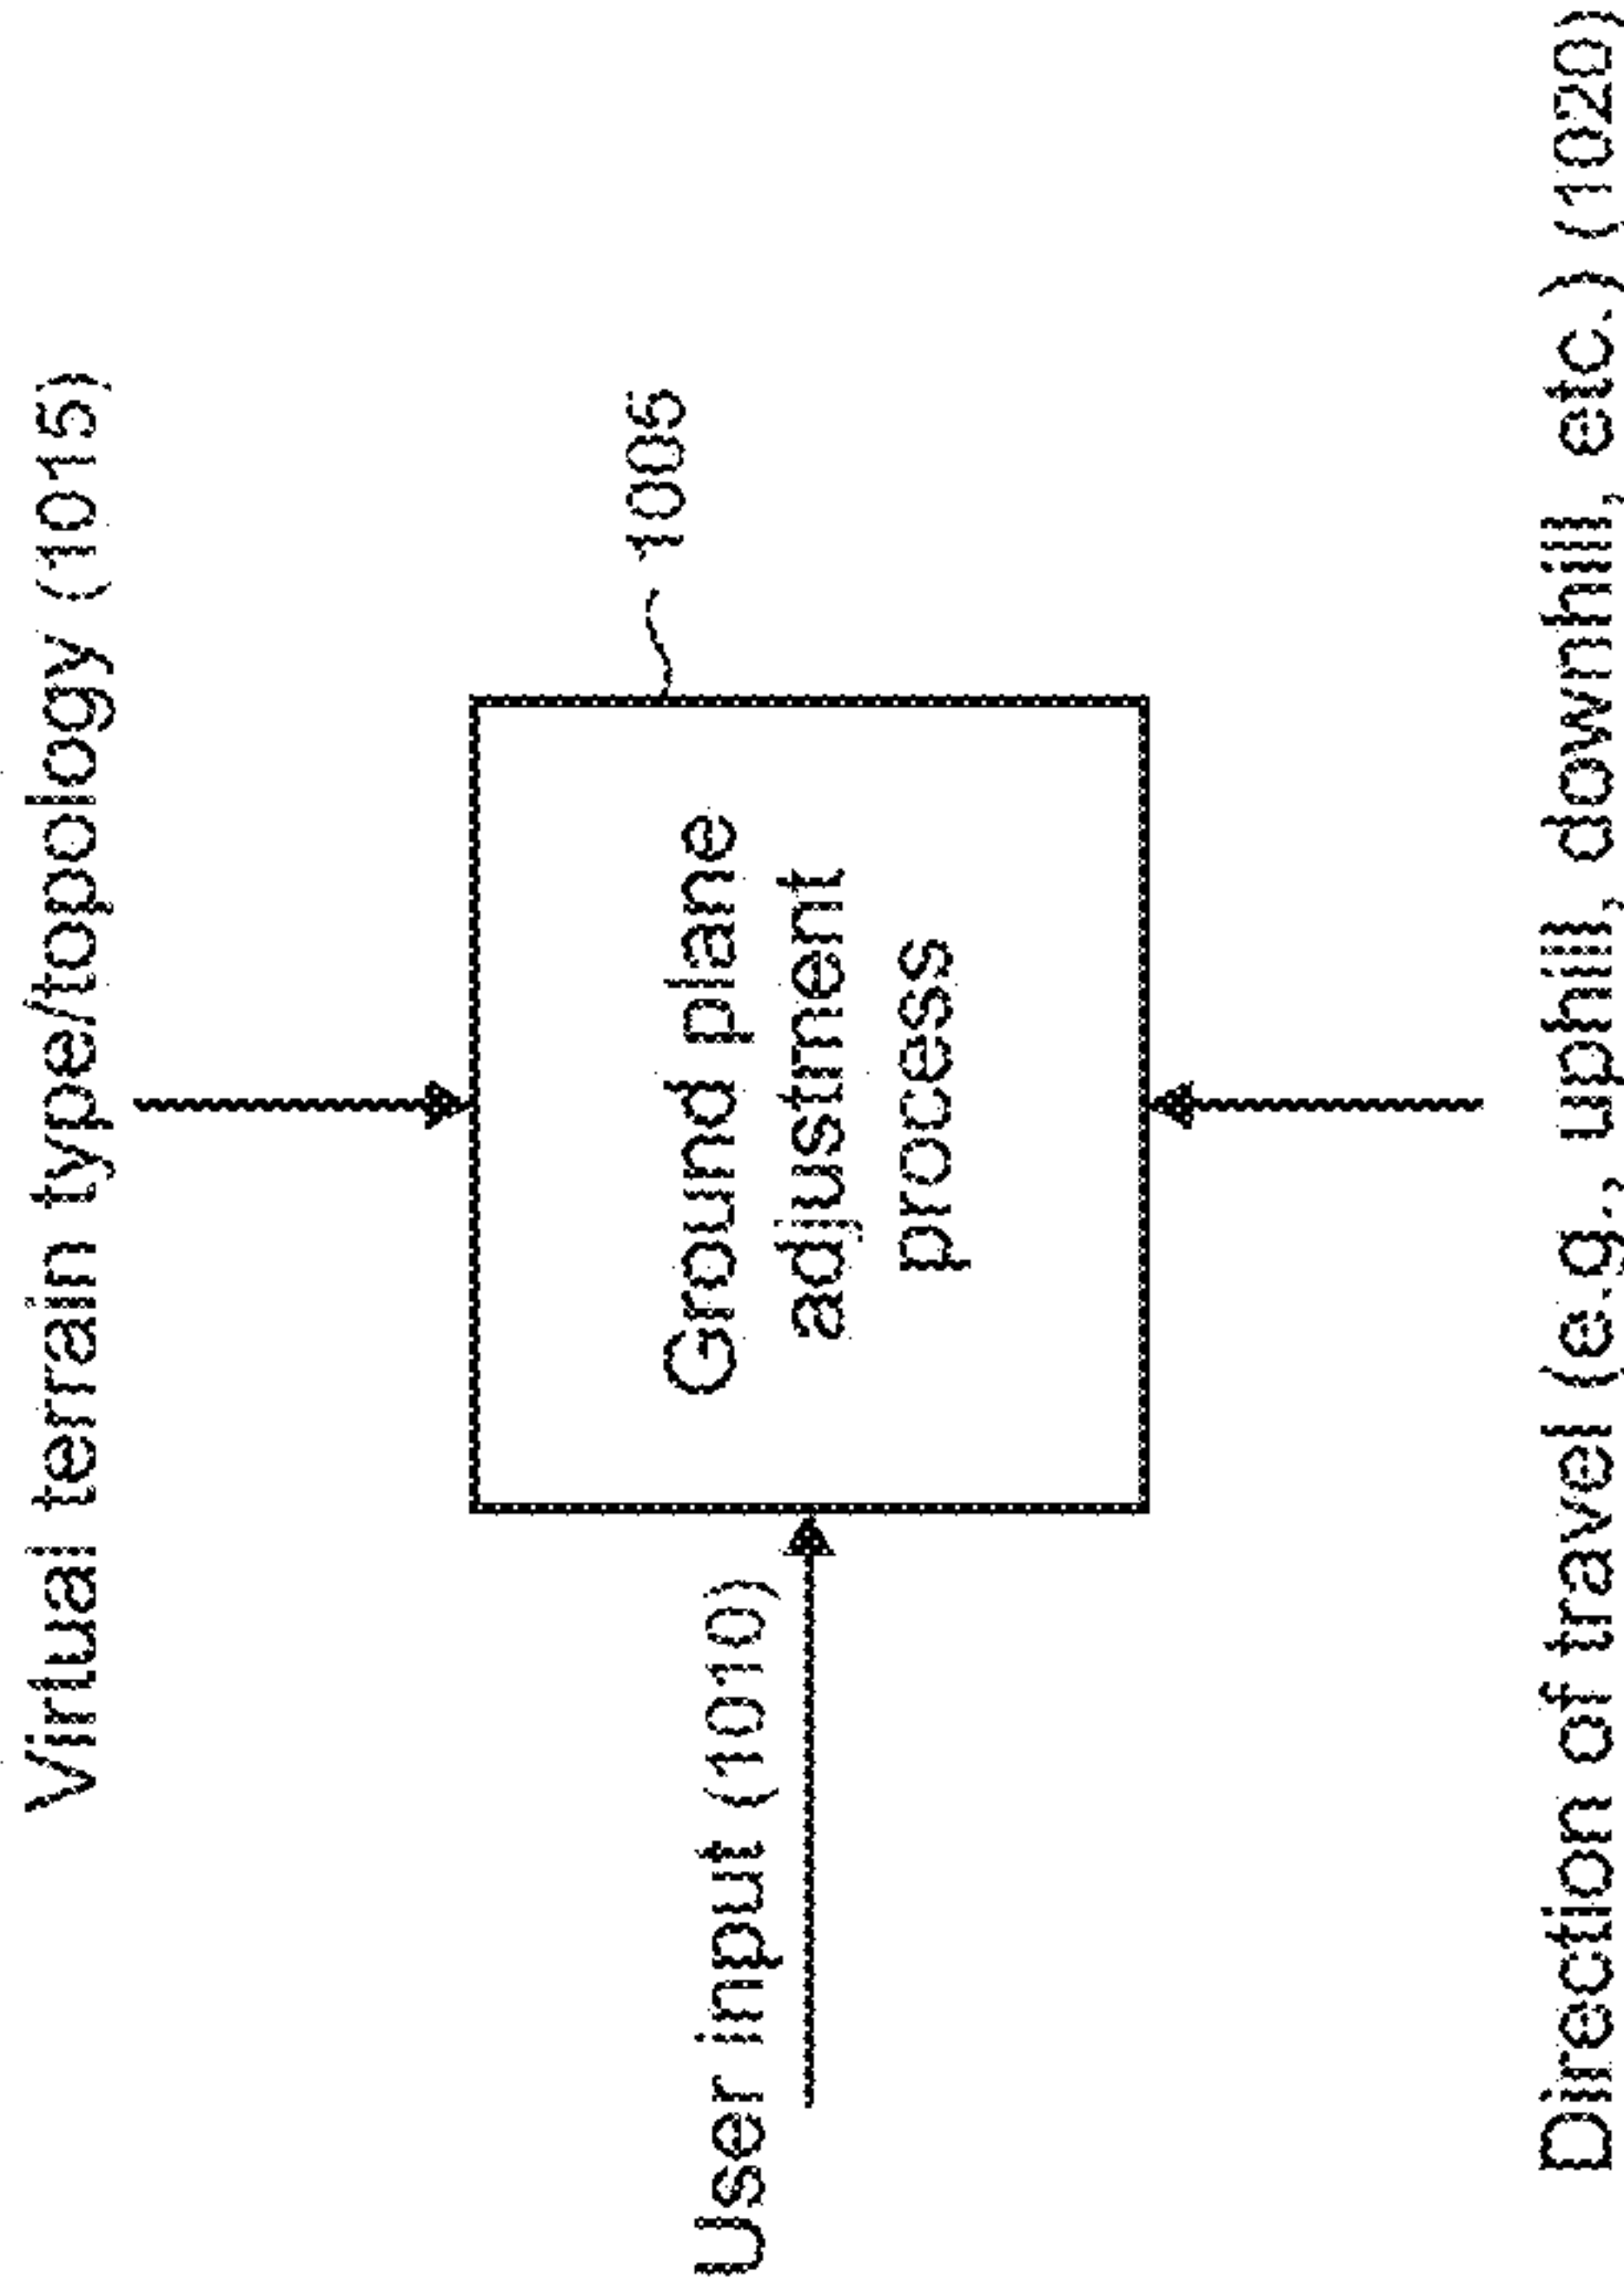 Virtual terrain type/topology (1015)
1005
User input (1010)
Ground plane
adjustment
process
Direction of travel (e.g., uphill, downhill, etc.) (1020)